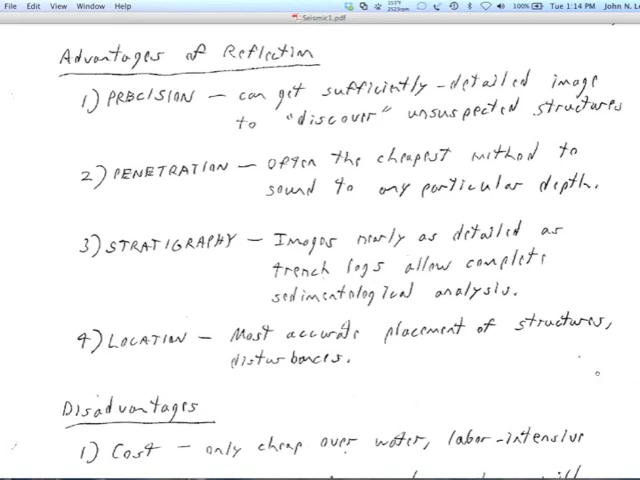 File Edit View Window Help 100% Tue 1:14 PM John N. L
Seismic1.pdf
Advantages of Reflection
1) PRECISION — can get sufficiently-detailed image
to "discover" unsuspected structures
2) PENETRATION — Often the cheapest method to
sound to any particular depth.
3) STRATIGRAPHY — Images nearly as detailed as
trench logs allow complete
sedimentological analysis.
4) LOCATION — Most accurate placement of structures,
disturbances.
Disadvantages
1) Cost — only cheap over water, labor-intensive